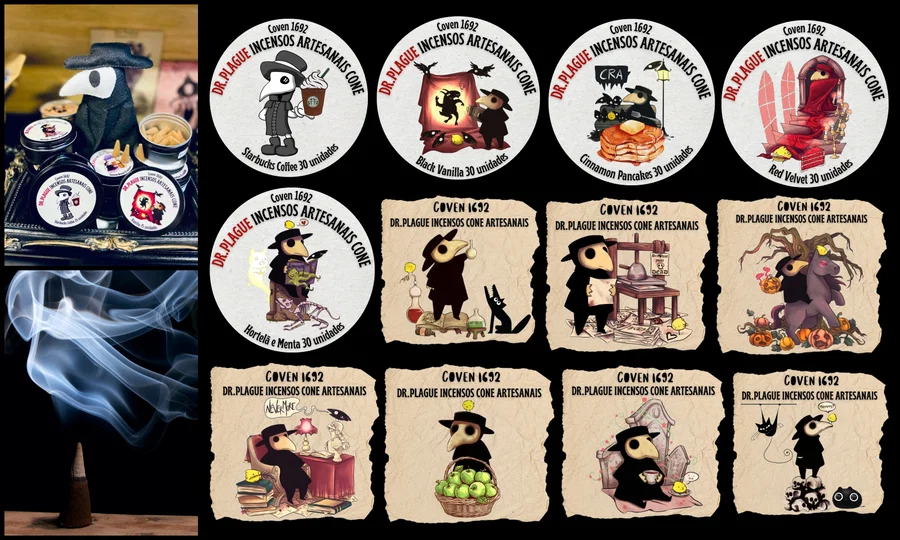 Coven 1692
DR.PLAGUE INCENSOS ARTESANAIS CONE
Starbucks Coffee 30 unidades
Coven 1692
DR.PLAGUE INCENSOS ARTESANAIS CONE
Black Vanilla 30 unidades
Coven 1692
DR.PLAGUE INCENSOS ARTESANAIS CONE
CRA
Cinnamon Pancakes 30 unidades
Coven 1692
DR.PLAGUE INCENSOS ARTESANAIS CONE
Red Velvet 30 unidades
Coven 1692
DR.PLAGUE INCENSOS ARTESANAIS CONE
Hortelã e Menta 30 unidades
COVEN 1692
DR.PLAGUE INCENSOS CONE ARTESANAIS
COVEN 1692
DR.PLAGUE INCENSOS CONE ARTESANAIS
COVEN 1692
DR.PLAGUE INCENSOS CONE ARTESANAIS
COVEN 1692
DR.PLAGUE INCENSOS CONE ARTESANAIS
NEVERMORE
COVEN 1692
DR.PLAGUE INCENSOS CONE ARTESANAIS
COVEN 1692
DR.PLAGUE INCENSOS CONE ARTESANAIS
COVEN 1692
DR.PLAGUE INCENSOS CONE ARTESANAIS